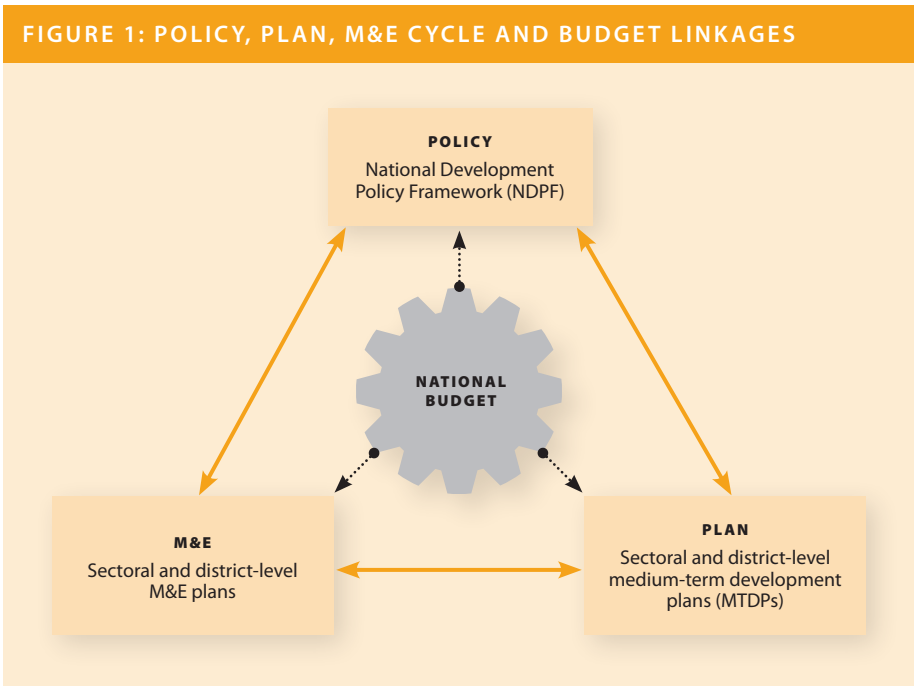 FIGURE 1: POLICY, PLAN, M&E CYCLE AND BUDGET LINKAGES
POLICY
National Development
Policy Framework (NDPF)
NATIONAL
BUDGET
M&E
Sectoral and district-level
M&E plans
PLAN
Sectoral and district-level
medium-term development
plans (MTDPs)